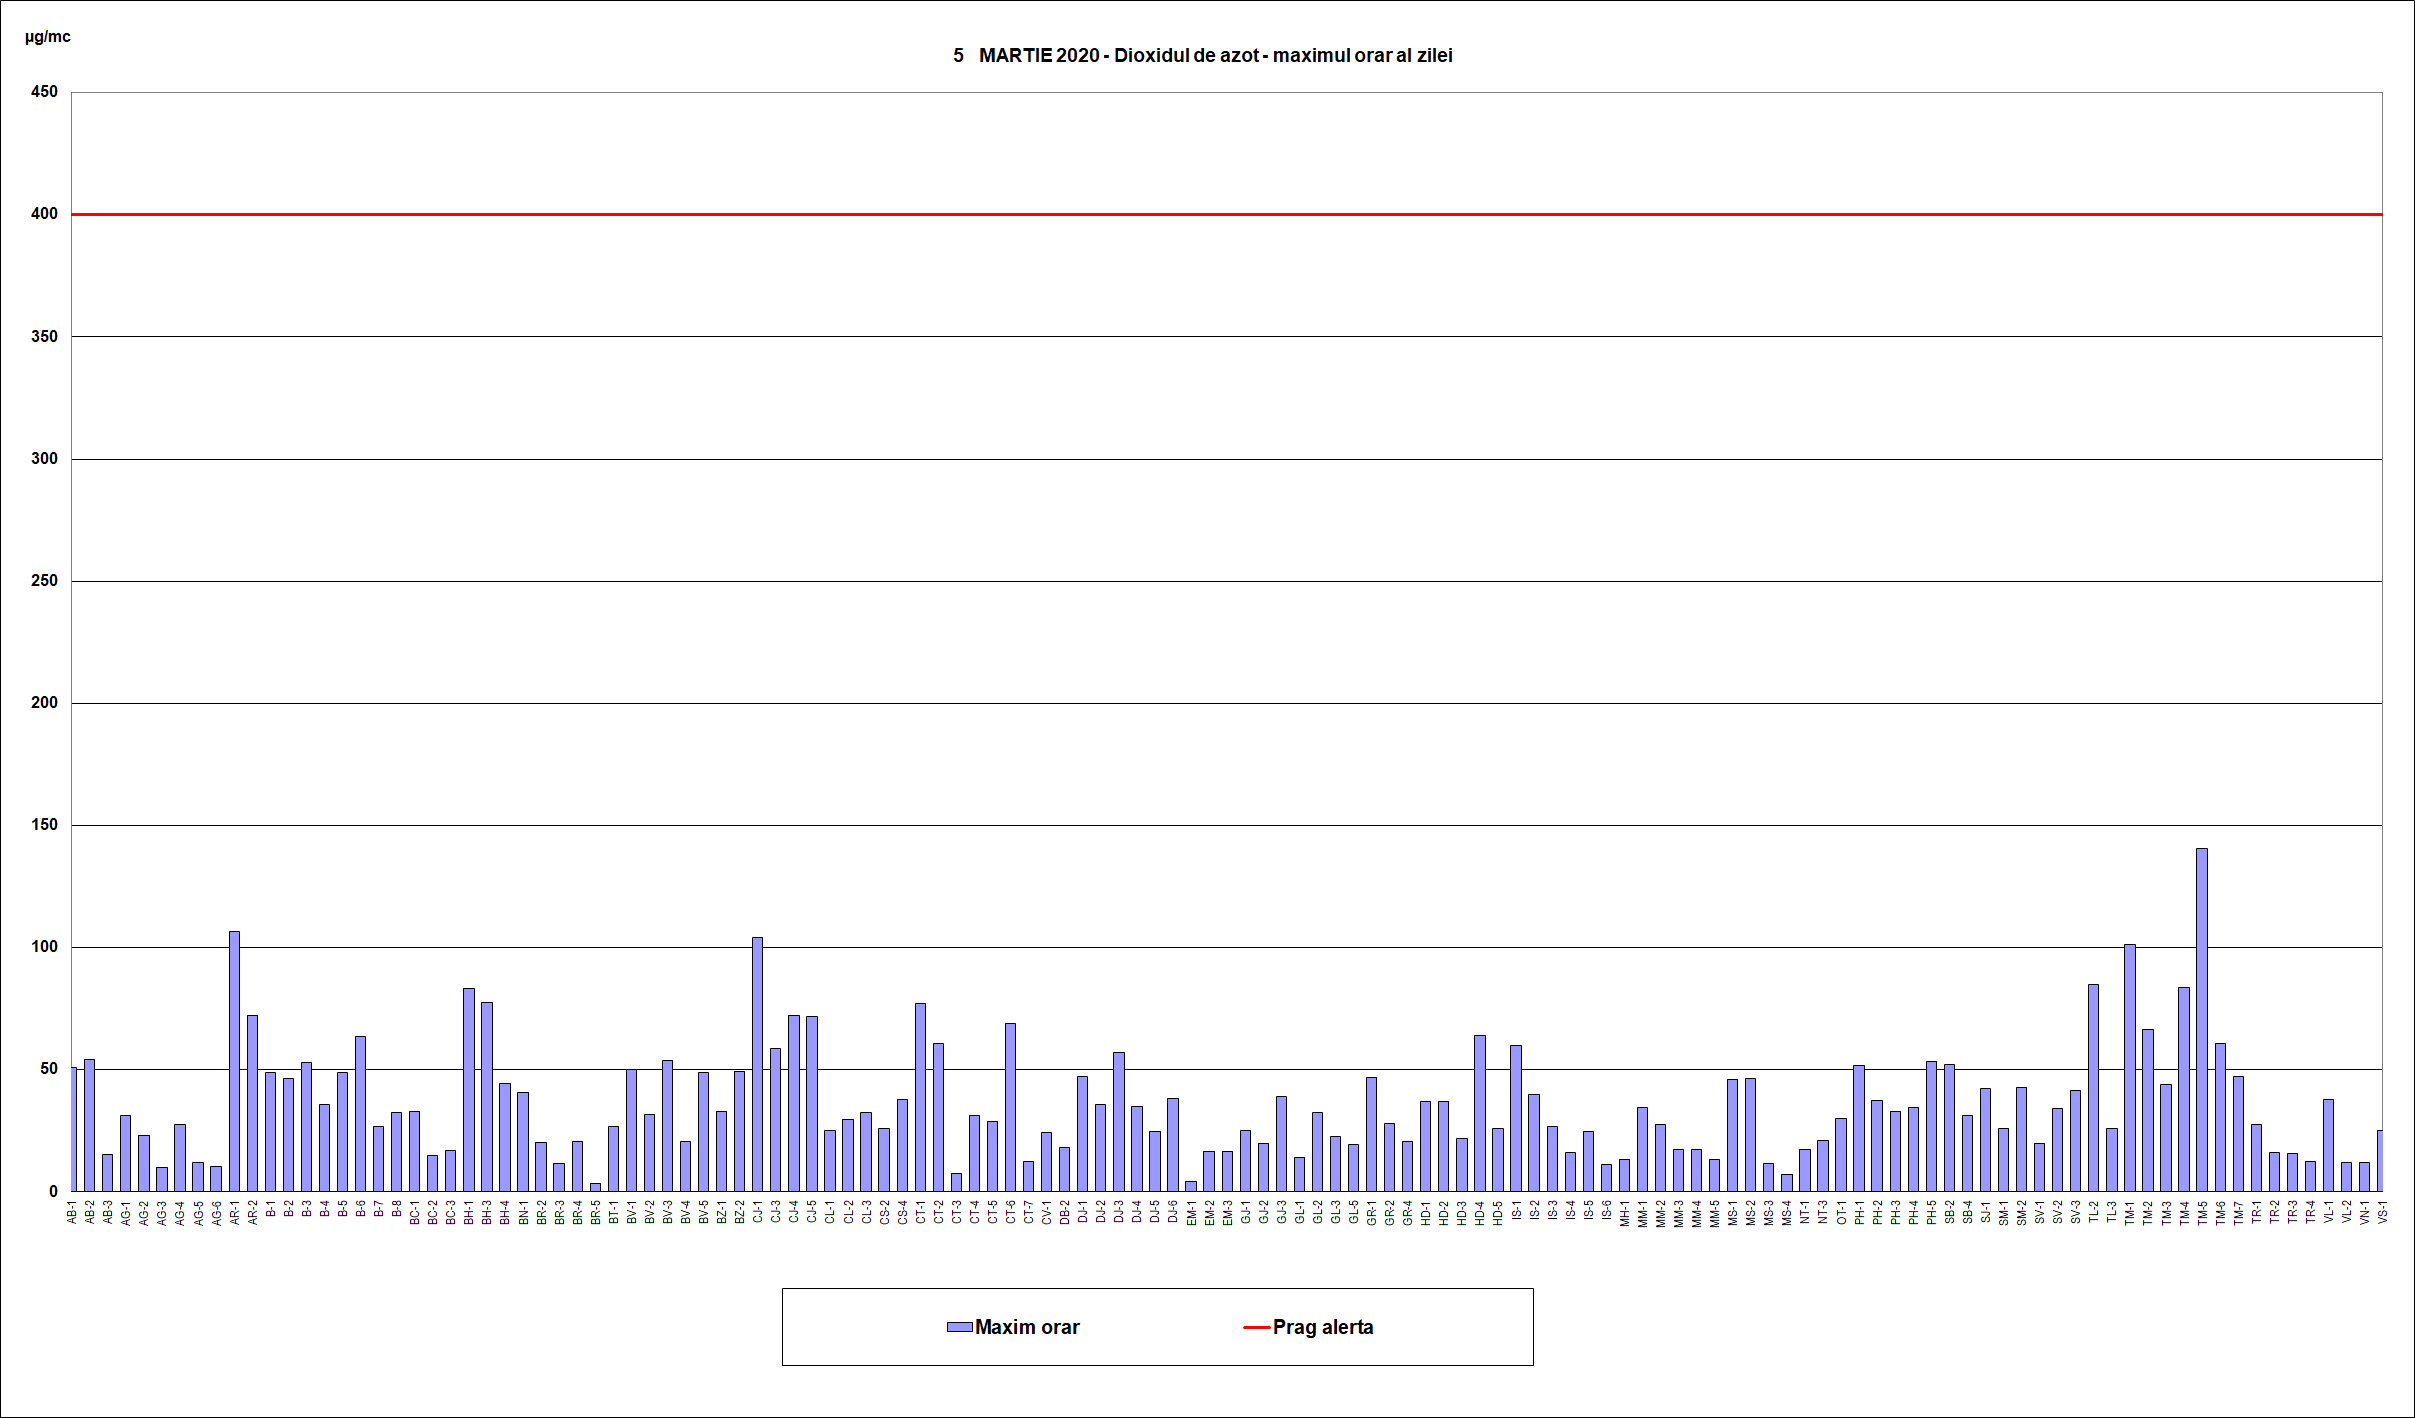 µg/mc
5 MARTIE 2020 - Dioxidul de azot - maximul orar al zilei
450
400
350
300
250
200
150
100
50
0
AB-1 AB-2 AB-3 AG-1 AG-2 AG-3 AG-4 AG-5 AG-6 AR-1 AR-2 B-1 B-2 B-3 B-4 B-5 B-6 B-7 B-8 BC-1 BC-2 BC-3 BH-1 BH-3 BH-4 BN-1 BR-2 BR-3 BR-4 BR-5 BT-1 BV-1 BV-2 BV-3 BV-4 BV-5 BZ-1 BZ-2 CJ-1 CJ-3 CJ-4 CJ-5 CL-1 CL-2 CL-3 CS-2 CS-4 CT-1 CT-2 CT-3 CT-4 CT-5 CT-6 CT-7 CV-1 DB-2 DJ-1 DJ-2 DJ-3 DJ-4 DJ-5 DJ-6 EM-1 EM-2 EM-3 GJ-1 GJ-2 GJ-3 GL-1 GL-2 GL-3 GL-5 GR-1 GR-2 GR-4 HD-1 HD-2 HD-3 HD-4 HD-5 IS-1 IS-2 IS-3 IS-4 IS-5 IS-6 MH-1 MM-1 MM-2 MM-3 MM-4 MM-5 MS-1 MS-2 MS-3 MS-4 NT-1 NT-3 OT-1 PH-1 PH-2 PH-3 PH-4 PH-5 SB-2 SB-4 SJ-1 SM-1 SM-2 SV-1 SV-2 SV-3 TL-2 TL-3 TM-1 TM-2 TM-3 TM-4 TM-5 TM-6 TM-7 TR-1 TR-2 TR-3 TR-4 VL-1 VL-2 VN-1 VS-1
Maxim orar Prag alerta